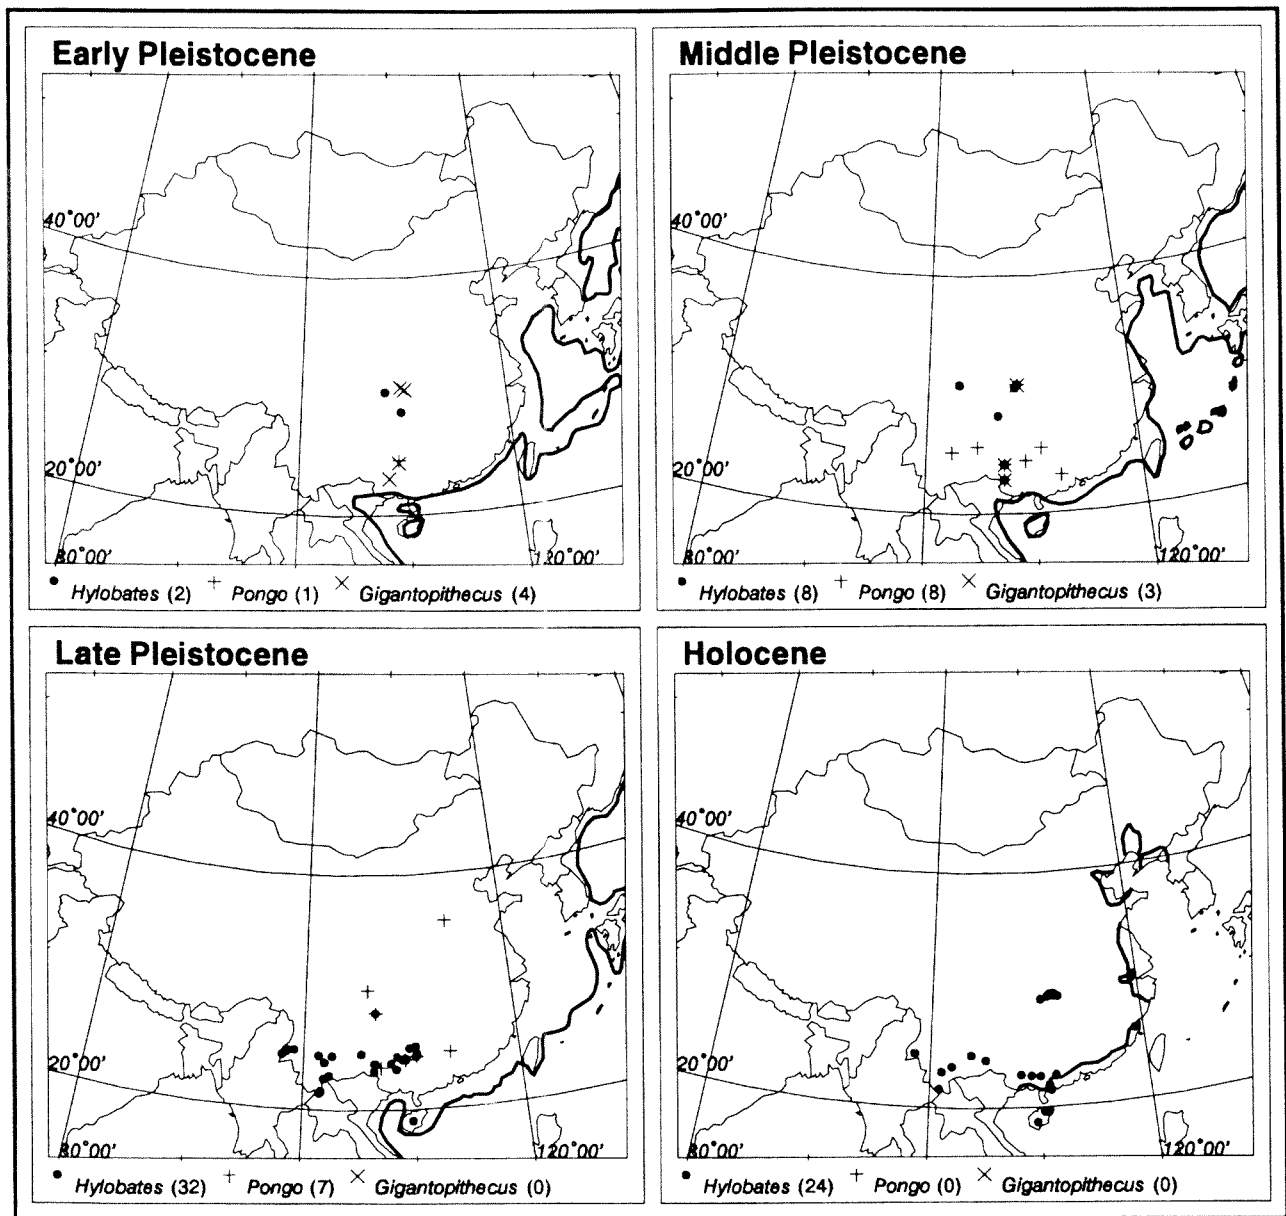 Early Pleistocene
40°00'
20°00'
80°00'
120°00'
• Hylobates (2) + Pongo (1) × Gigantopithecus (4)
Middle Pleistocene
40°00'
20°00'
80°00'
120°00'
• Hylobates (8) + Pongo (8) × Gigantopithecus (3)
Late Pleistocene
40°00'
20°00'
80°00'
120°00'
• Hylobates (32) + Pongo (7) × Gigantopithecus (0)
Holocene
40°00'
20°00'
80°00'
120°00'
• Hylobates (24) + Pongo (0) × Gigantopithecus (0)